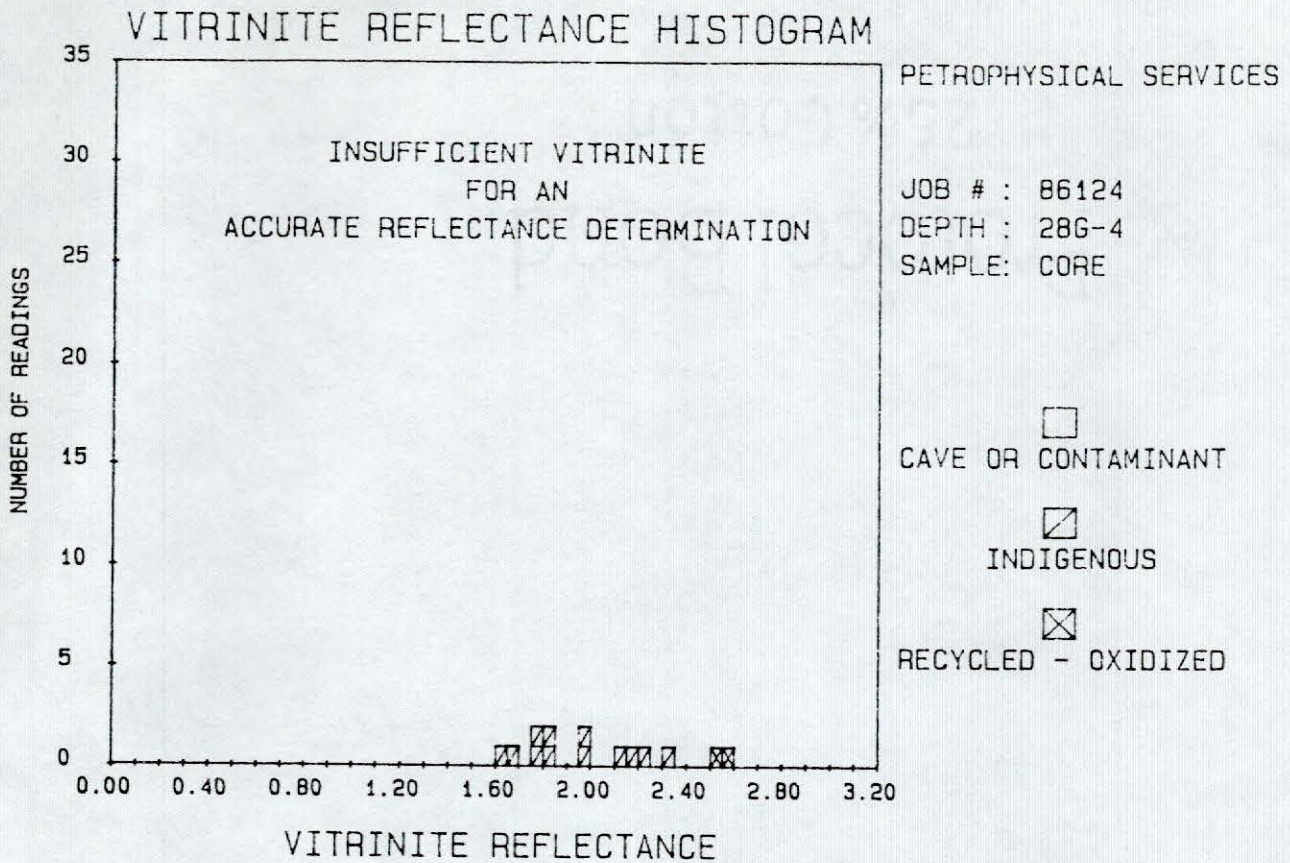 VITRINITE REFLECTANCE HISTOGRAM
35
30
25
20
15
10
5
0
NUMBER OF READINGS
INSUFFICIENT VITRINITE
FOR AN
ACCURATE REFLECTANCE DETERMINATION
0.00 0.40 0.80 1.20 1.60 2.00 2.40 2.80 3.20
VITRINITE REFLECTANCE
PETROPHYSICAL SERVICES
JOB # : 86124
DEPTH : 28G-4
SAMPLE: CORE
CAVE OR CONTAMINANT
INDIGENOUS
RECYCLED - OXIDIZED